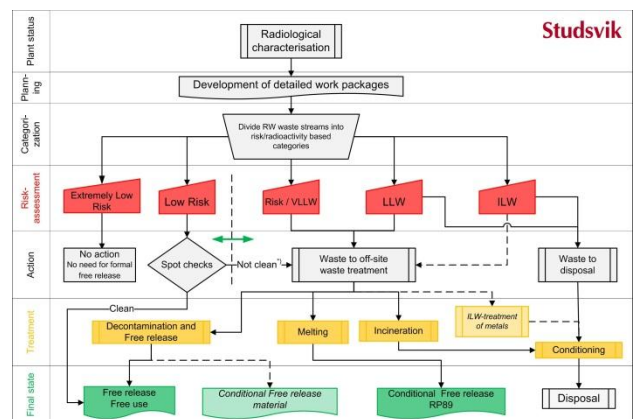 Studsvik
Plant status
Radiological
characterisation
Plann-
ing
Development of detailed work packages
Categori-
zation
Divide RW waste streams into
risk/radioactivity based
categories
Risk-
assessment
Extremely Low
Risk
Low Risk
Risk / VLLW
LLW
ILW
Action
No action
No need for formal
free release
Spot checks
Not clean*)
Waste to off-site
waste treatment
Waste to
disposal
Treatment
Clean
Decontamination and
Free release
Melting
Incineration
ILW-treatment
of metals
Conditioning
Final state
Free release
Free use
Conditional Free release
material
Conditional Free release
RP89
Disposal